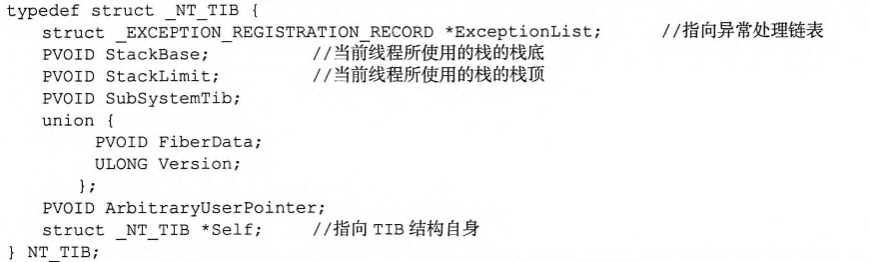 typedef struct _NT_TIB {
struct _EXCEPTION_REGISTRATION_RECORD *ExceptionList; //指向异常处理链表
PVOID StackBase; //当前线程所使用的栈的栈底
PVOID StackLimit; //当前线程所使用的栈的栈顶
PVOID SubSystemTib;
union {
PVOID FiberData;
ULONG Version;
};
PVOID ArbitraryUserPointer;
struct _NT_TIB *Self; //指向 TIB 结构自身
} NT_TIB;